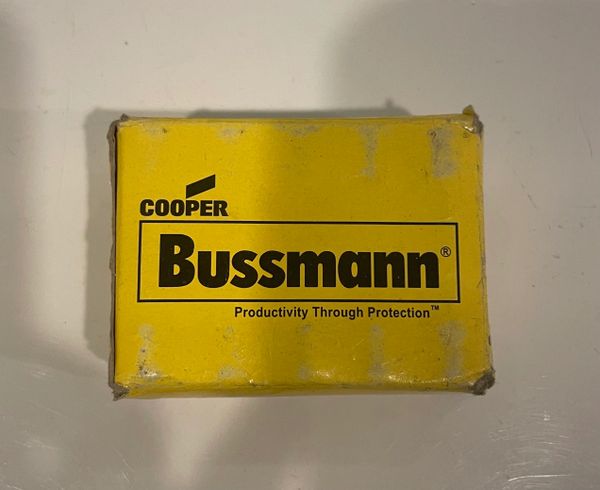 COOPER
Bussmann®
Productivity Through Protection™